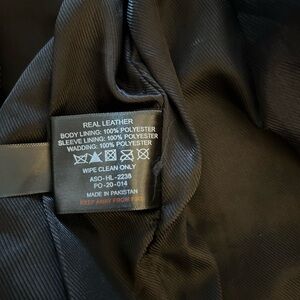 REAL LEATHER
BODY LINING: 100% POLYESTER
SLEEVE LINING: 100% POLYESTER
WADDING: 100% POLYESTER
WIPE CLEAN ONLY
ASO-HL-2238
PO-20-014
MADE IN PAKISTAN
KEEP AWAY FROM FIRE